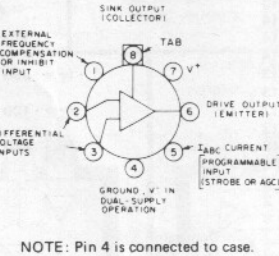 SINK OUTPUT
(COLLECTOR)
EXTERNAL
FREQUENCY
COMPENSATION
OR INHIBIT
INPUT
TAB
8
1
7
V+
2
6
DRIVE OUTPUT
(EMITTER)
DIFFERENTIAL
VOLTAGE
INPUTS
3
5
IABC CURRENT
PROGRAMMABLE
INPUT
(STROBE OR AGC)
4
GROUND, V- IN
DUAL-SUPPLY
OPERATION
NOTE: Pin 4 is connected to case.